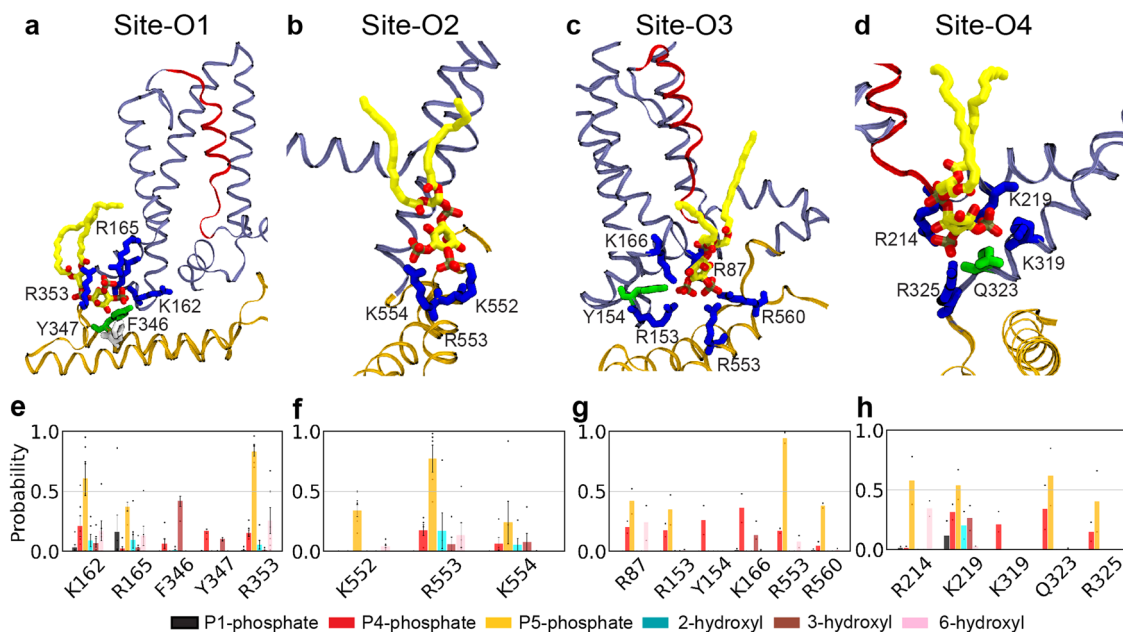 a Site-O1
b Site-O2
c Site-O3
d Site-O4
R165
R353
K162
Y347
F346
K554
K552
R553
K166
R87
Y154
R153
R560
R553
K219
R214
K319
R325
Q323
e
f
g
h
Probability
1.0
0.5
0.0
K162
R165
F346
Y347
R353
1.0
0.5
0.0
K552
R553
K554
1.0
0.5
0.0
R87
R153
Y154
K166
R553
R560
1.0
0.5
0.0
R214
K219
K319
Q323
R325
P1-phosphate P4-phosphate P5-phosphate 2-hydroxyl 3-hydroxyl 6-hydroxyl